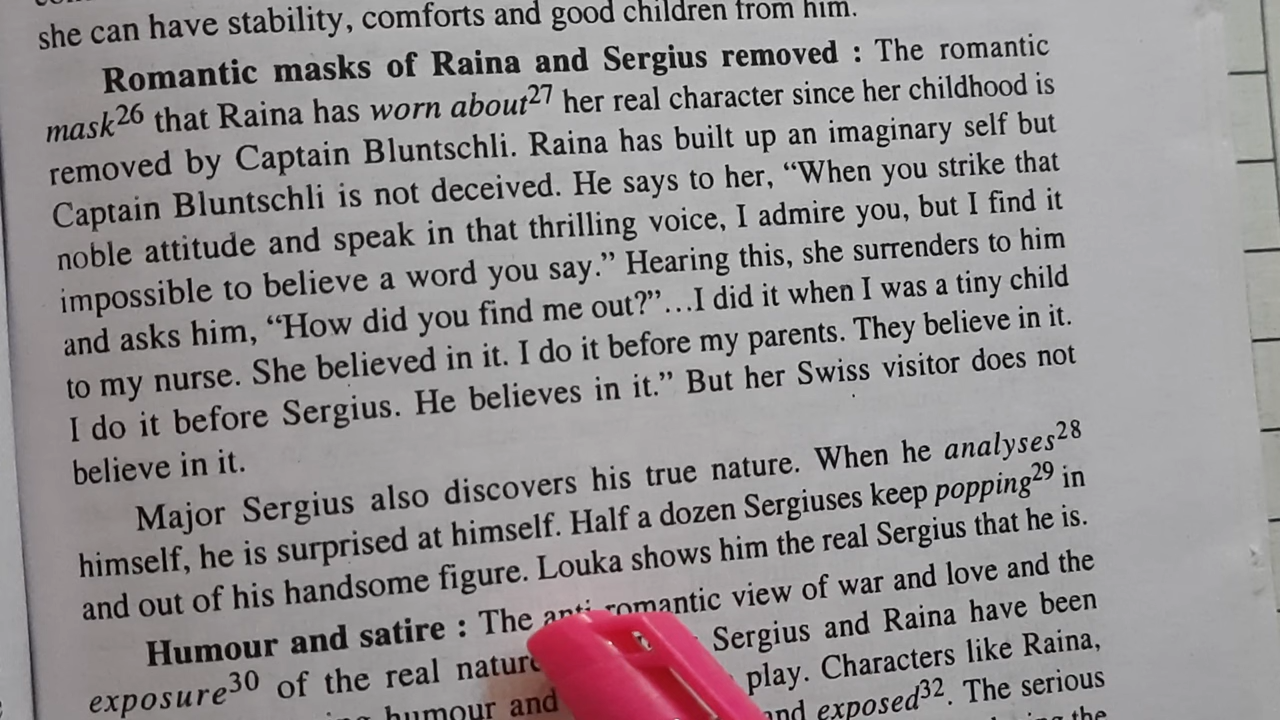 she can have stability, comforts and good children from him.
Romantic masks of Raina and Sergius removed : The romantic
mask26 that Raina has worn about27 her real character since her childhood is
removed by Captain Bluntschli. Raina has built up an imaginary self but
Captain Bluntschli is not deceived. He says to her, “When you strike that
noble attitude and speak in that thrilling voice, I admire you, but I find it
impossible to believe a word you say.” Hearing this, she surrenders to him
and asks him, “How did you find me out?”...I did it when I was a tiny child
to my nurse. She believed in it. I do it before my parents. They believe in it.
I do it before Sergius. He believes in it.” But her Swiss visitor does not
believe in it.
Major Sergius also discovers his true nature. When he analyses28
himself, he is surprised at himself. Half a dozen Sergiuses keep popping29 in
and out of his handsome figure. Louka shows him the real Sergius that he is.
Humour and satire : The anti-romantic view of war and love and the
exposure30 of the real Sergius and Raina have been
humour and play. Characters like Raina,
and exposed32. The serious
the